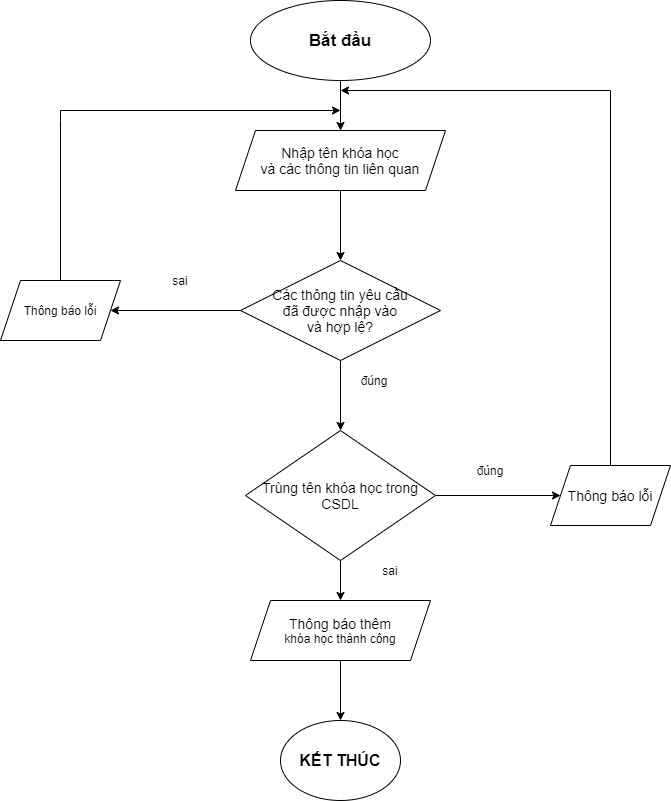 Bắt đầu
Nhập tên khóa học
và các thông tin liên quan
sai
Các thông tin yêu cầu
đã được nhập vào
và hợp lệ?
Thông báo lỗi
đúng
Trùng tên khóa học trong
CSDL
đúng
Thông báo lỗi
sai
Thông báo thêm
khóa học thành công
KẾT THÚC